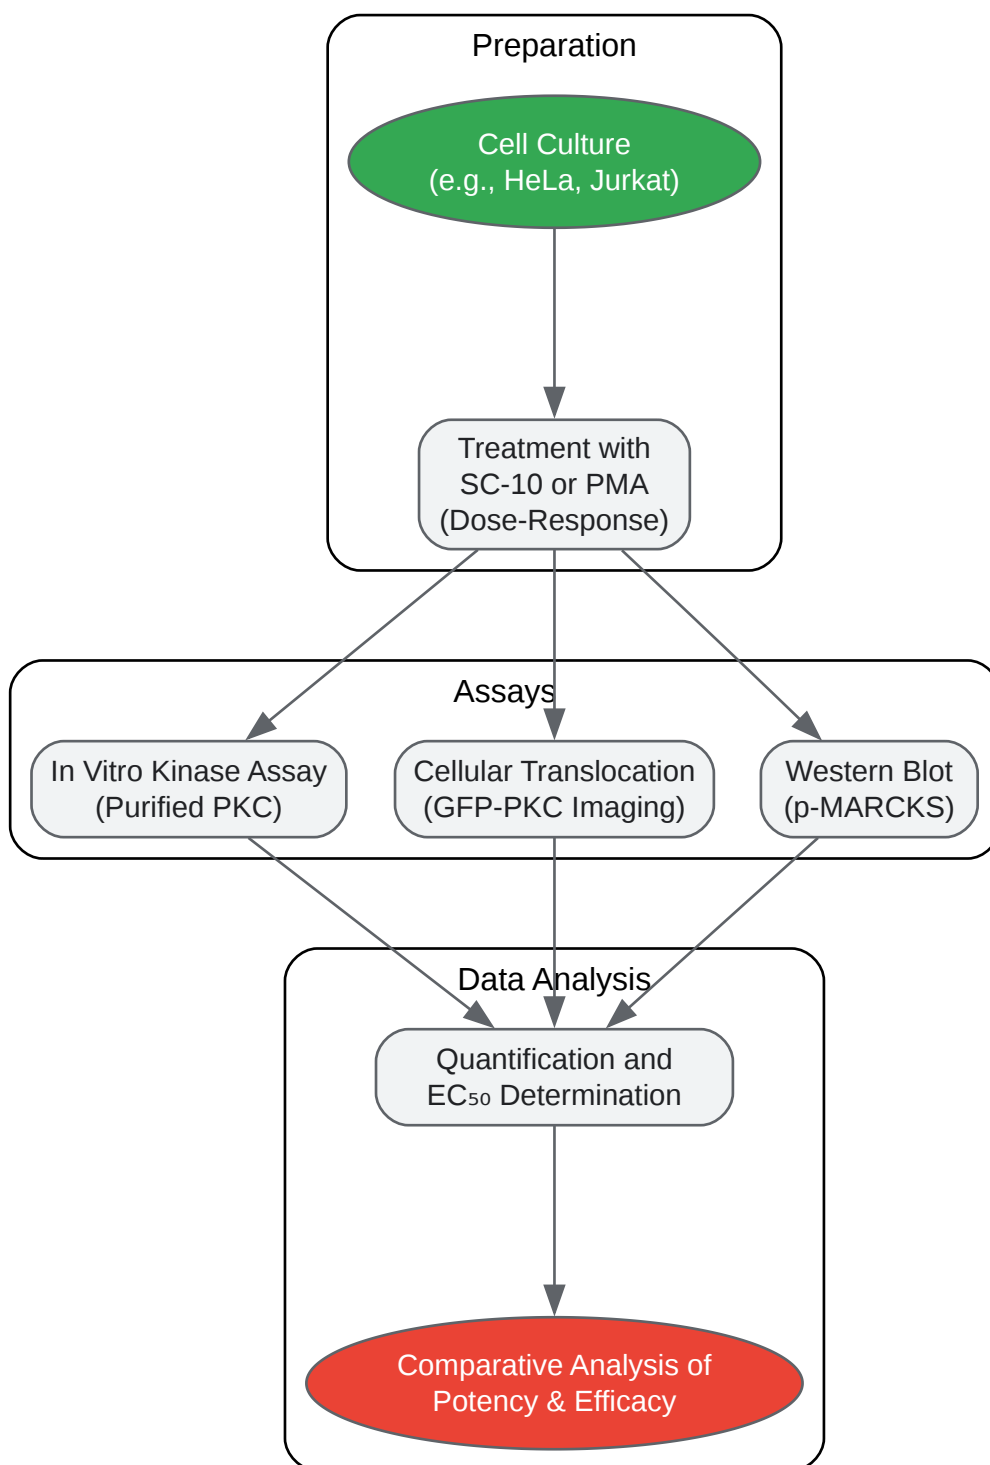 Preparation
Cell Culture
(e.g., HeLa, Jurkat)
Treatment with
SC-10 or PMA
(Dose-Response)
Assays
In Vitro Kinase Assay
(Purified PKC)
Cellular Translocation
(GFP-PKC Imaging)
Western Blot
(p-MARCKS)
Data Analysis
Quantification and
EC₅₀ Determination
Comparative Analysis of
Potency & Efficacy